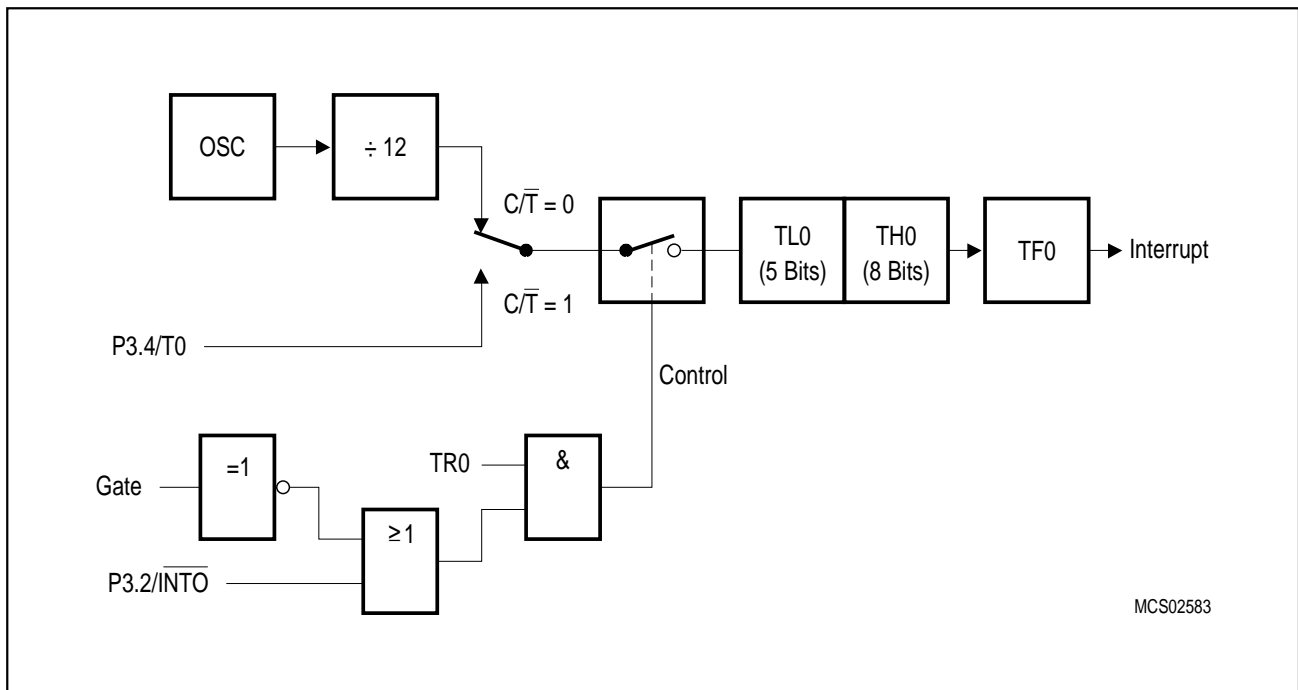 OSC
÷ 12
C/T̅ = 0
C/T̅ = 1
P3.4/T0
TL0
(5 Bits)
TH0
(8 Bits)
TF0
Interrupt
Control
Gate
=1
TR0
&
≥1
P3.2/I̅N̅T̅O̅
MCS02583